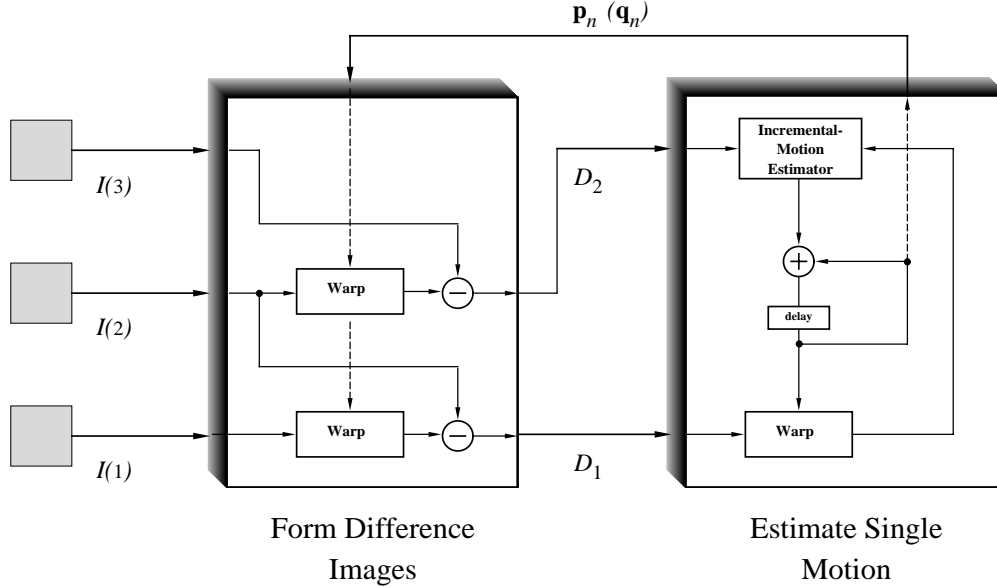 p_n (q_n)
I(3)
I(2)
I(1)
Warp
Warp
D_2
D_1
Incremental-
Motion
Estimator
delay
Warp
Form Difference
Images
Estimate Single
Motion